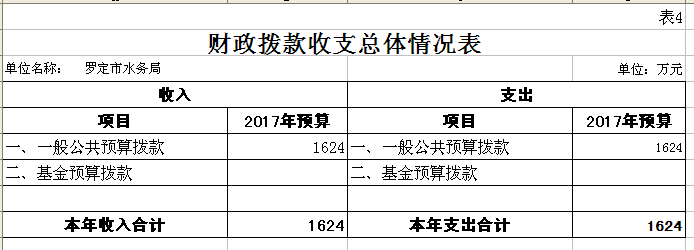 表4
财政拨款收支总体情况表
单位名称： 罗定市水务局 单位：万元
收入 支出
项目 2017年预算 项目 2017年预算
一、一般公共预算拨款 1624 一、一般公共预算拨款 1624
二、基金预算拨款 二、基金预算拨款
本年收入合计 1624 本年支出合计 1624